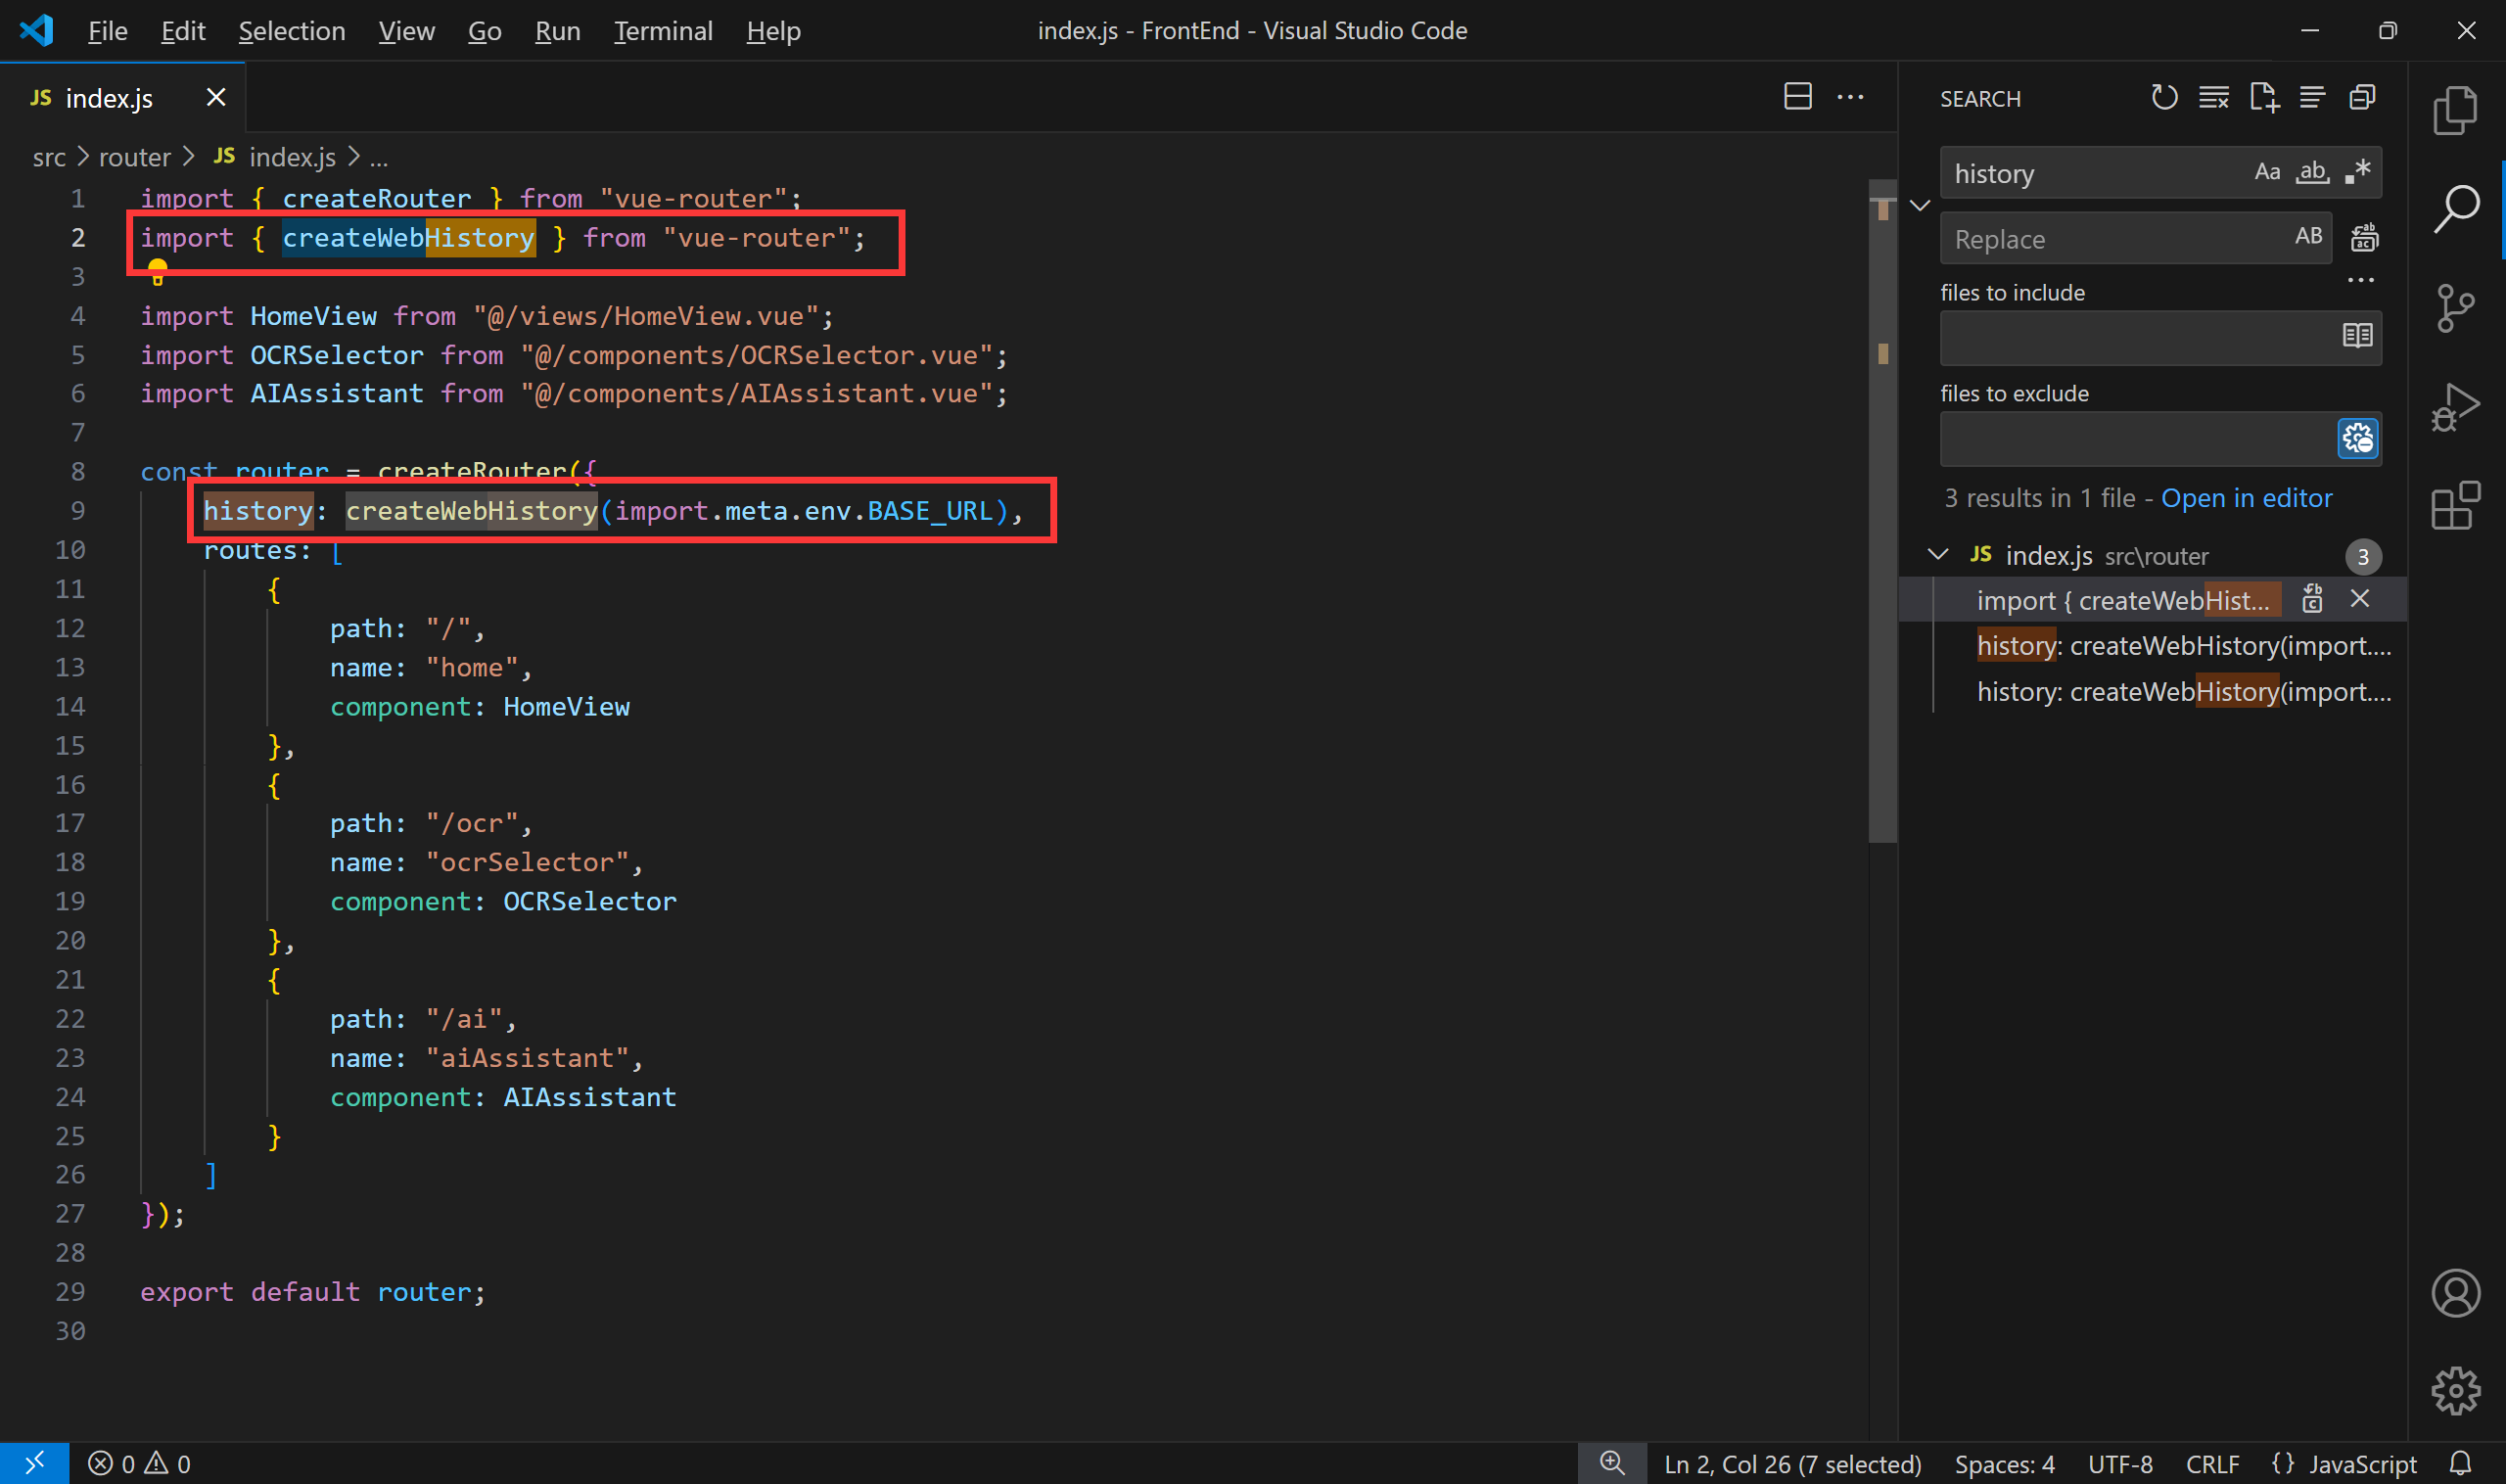 File Edit Selection View Go Run Terminal Help
index.js - FrontEnd - Visual Studio Code
JS index.js
src > router > JS index.js > ...
1 import { createRouter } from "vue-router";
2 import { createWebHistory } from "vue-router";
3
4 import HomeView from "@/views/HomeView.vue";
5 import OCRSelector from "@/components/OCRSelector.vue";
6 import AIAssistant from "@/components/AIAssistant.vue";
7
8 const router = createRouter({
9 history: createWebHistory(import.meta.env.BASE_URL),
10 routes: [
11 {
12 path: "/",
13 name: "home",
14 component: HomeView
15 },
16 {
17 path: "/ocr",
18 name: "ocrSelector",
19 component: OCRSelector
20 },
21 {
22 path: "/ai",
23 name: "aiAssistant",
24 component: AIAssistant
25 }
26 ]
27 });
28
29 export default router;
30
SEARCH
history Aa ab .*
Replace AB
files to include
files to exclude
3 results in 1 file - Open in editor
JS index.js src\router 3
import { createWebHist...
history: createWebHistory(import....
history: createWebHistory(import....
0 0
Ln 2, Col 26 (7 selected) Spaces: 4 UTF-8 CRLF {} JavaScript